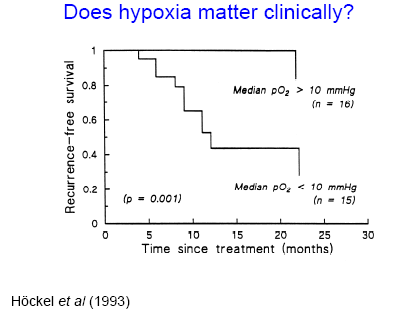 Does hypoxia matter clinically?
Recurrence-free survival
1
0.8
0.6
0.4
0.2
0
Median pO₂ > 10 mmHg
(n = 16)
Median pO₂ < 10 mmHg
(n = 15)
(p = 0.001)
0 5 10 15 20 25 30
Time since treatment (months)
Höckel et al (1993)